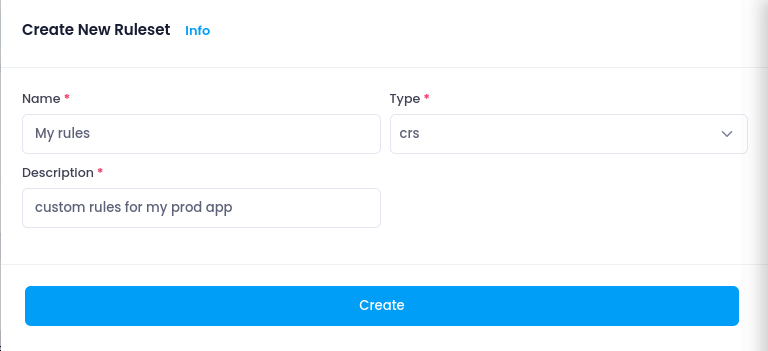 Create New Ruleset Info
Name * Type *
My rules crs
Description *
custom rules for my prod app
Create